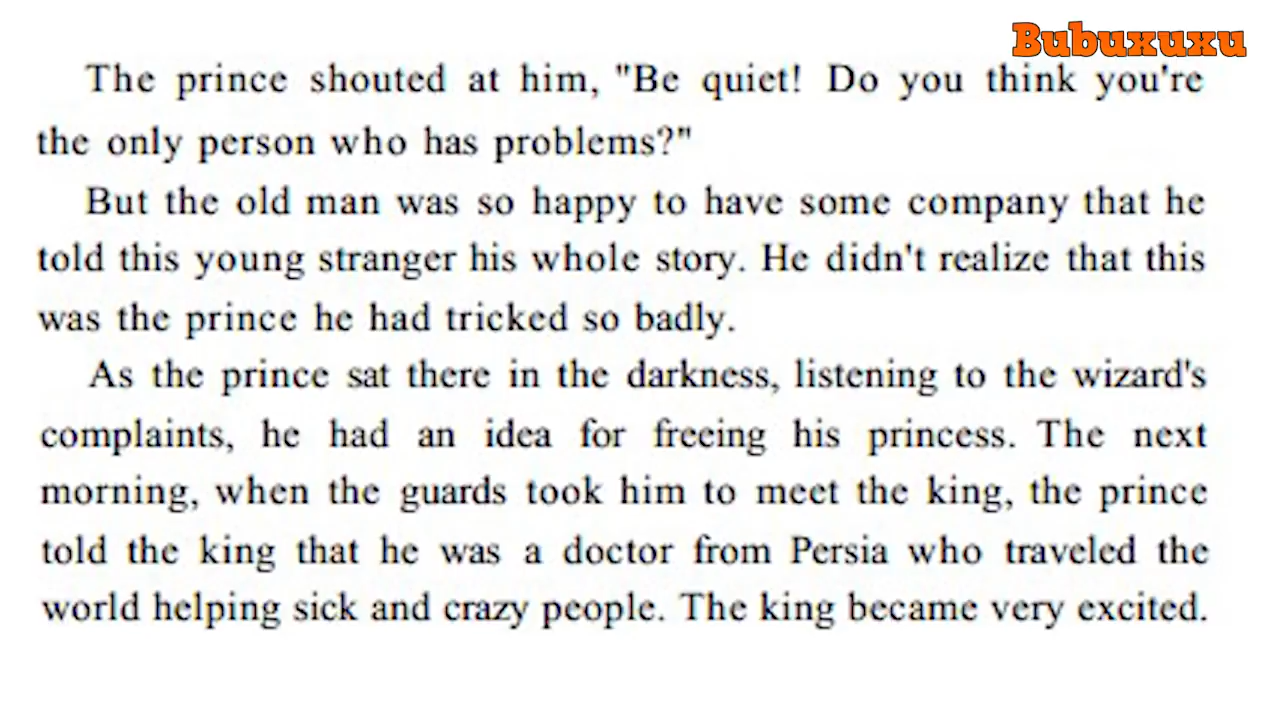 Bubuxuxu
The prince shouted at him, "Be quiet! Do you think you're
the only person who has problems?"
But the old man was so happy to have some company that he
told this young stranger his whole story. He didn't realize that this
was the prince he had tricked so badly.
As the prince sat there in the darkness, listening to the wizard's
complaints, he had an idea for freeing his princess. The next
morning, when the guards took him to meet the king, the prince
told the king that he was a doctor from Persia who traveled the
world helping sick and crazy people. The king became very excited.